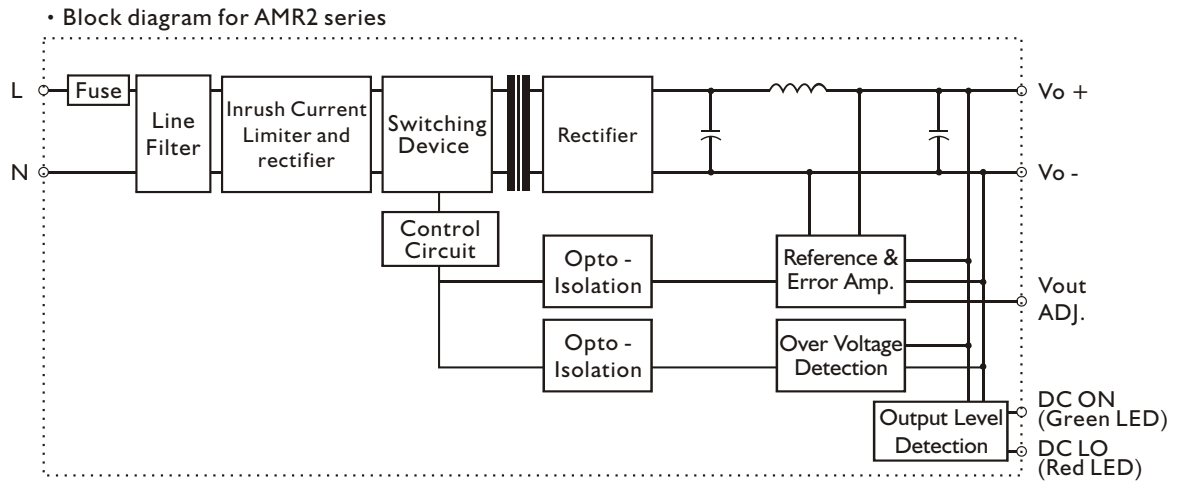 • Block diagram for AMR2 series
L
Fuse
Line
Filter
Inrush Current
Limiter and
rectifier
Switching
Device
Rectifier
Vo +
N
Vo -
Control
Circuit
Opto -
Isolation
Reference &
Error Amp.
Vout
ADJ.
Opto -
Isolation
Over Voltage
Detection
Output Level
Detection
DC ON
(Green LED)
DC LO
(Red LED)